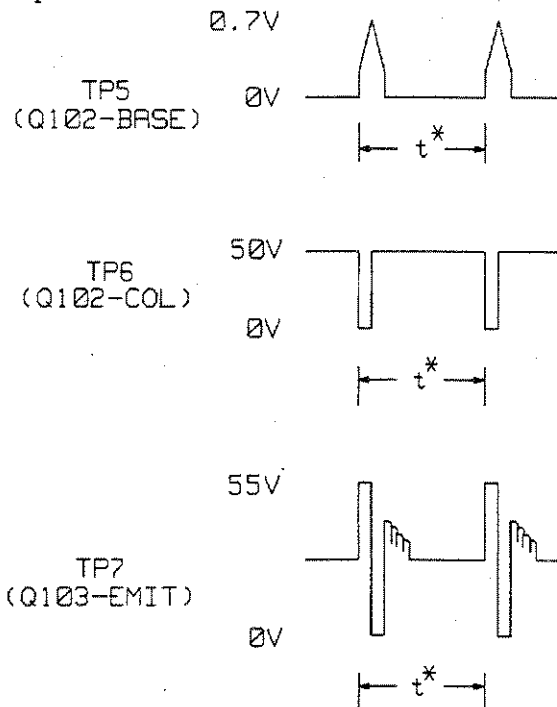 0.7V
TP5
(Q102-BASE)
0V
t*
50V
TP6
(Q102-COL)
0V
t*
55V
TP7
(Q103-EMIT)
0V
t*